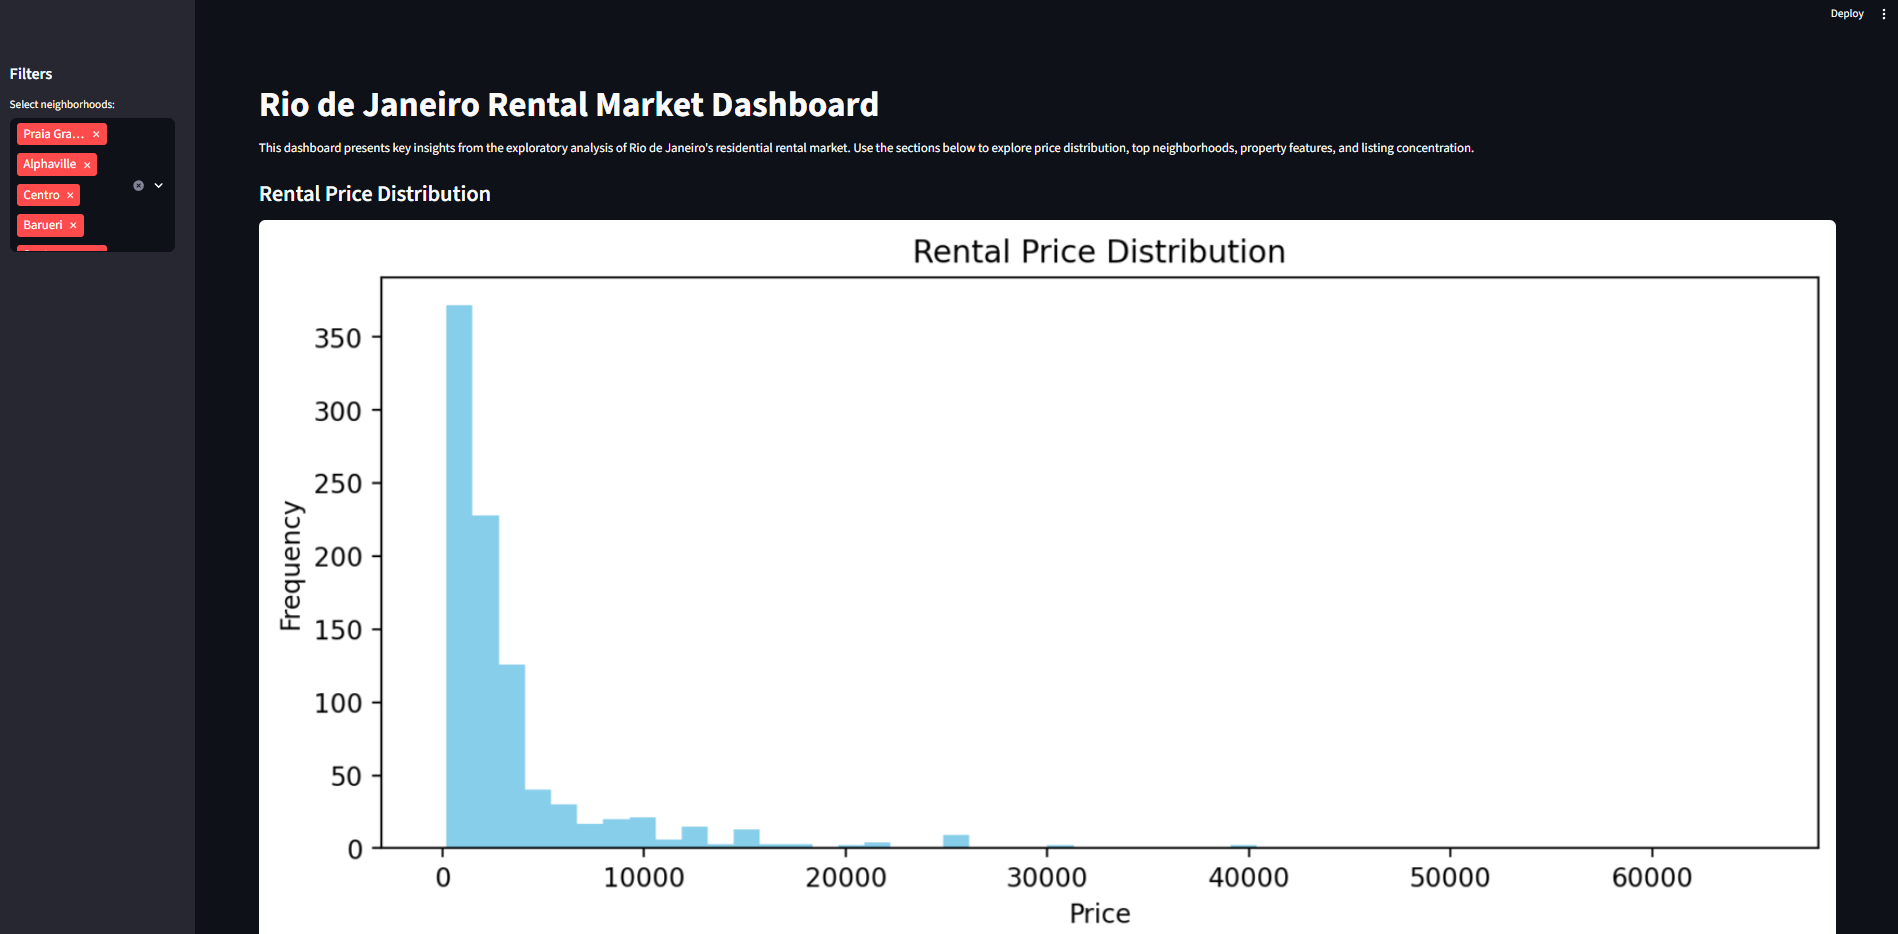 Deploy
Filters
Select neighborhoods:
Praia Gra... ×
Alphaville ×
Centro ×
Barueri ×
Rio de Janeiro Rental Market Dashboard
This dashboard presents key insights from the exploratory analysis of Rio de Janeiro's residential rental market. Use the sections below to explore price distribution, top neighborhoods, property features, and listing concentration.
Rental Price Distribution
Rental Price Distribution
350
300
250
200
150
100
50
0
Frequency
0 10000 20000 30000 40000 50000 60000
Price